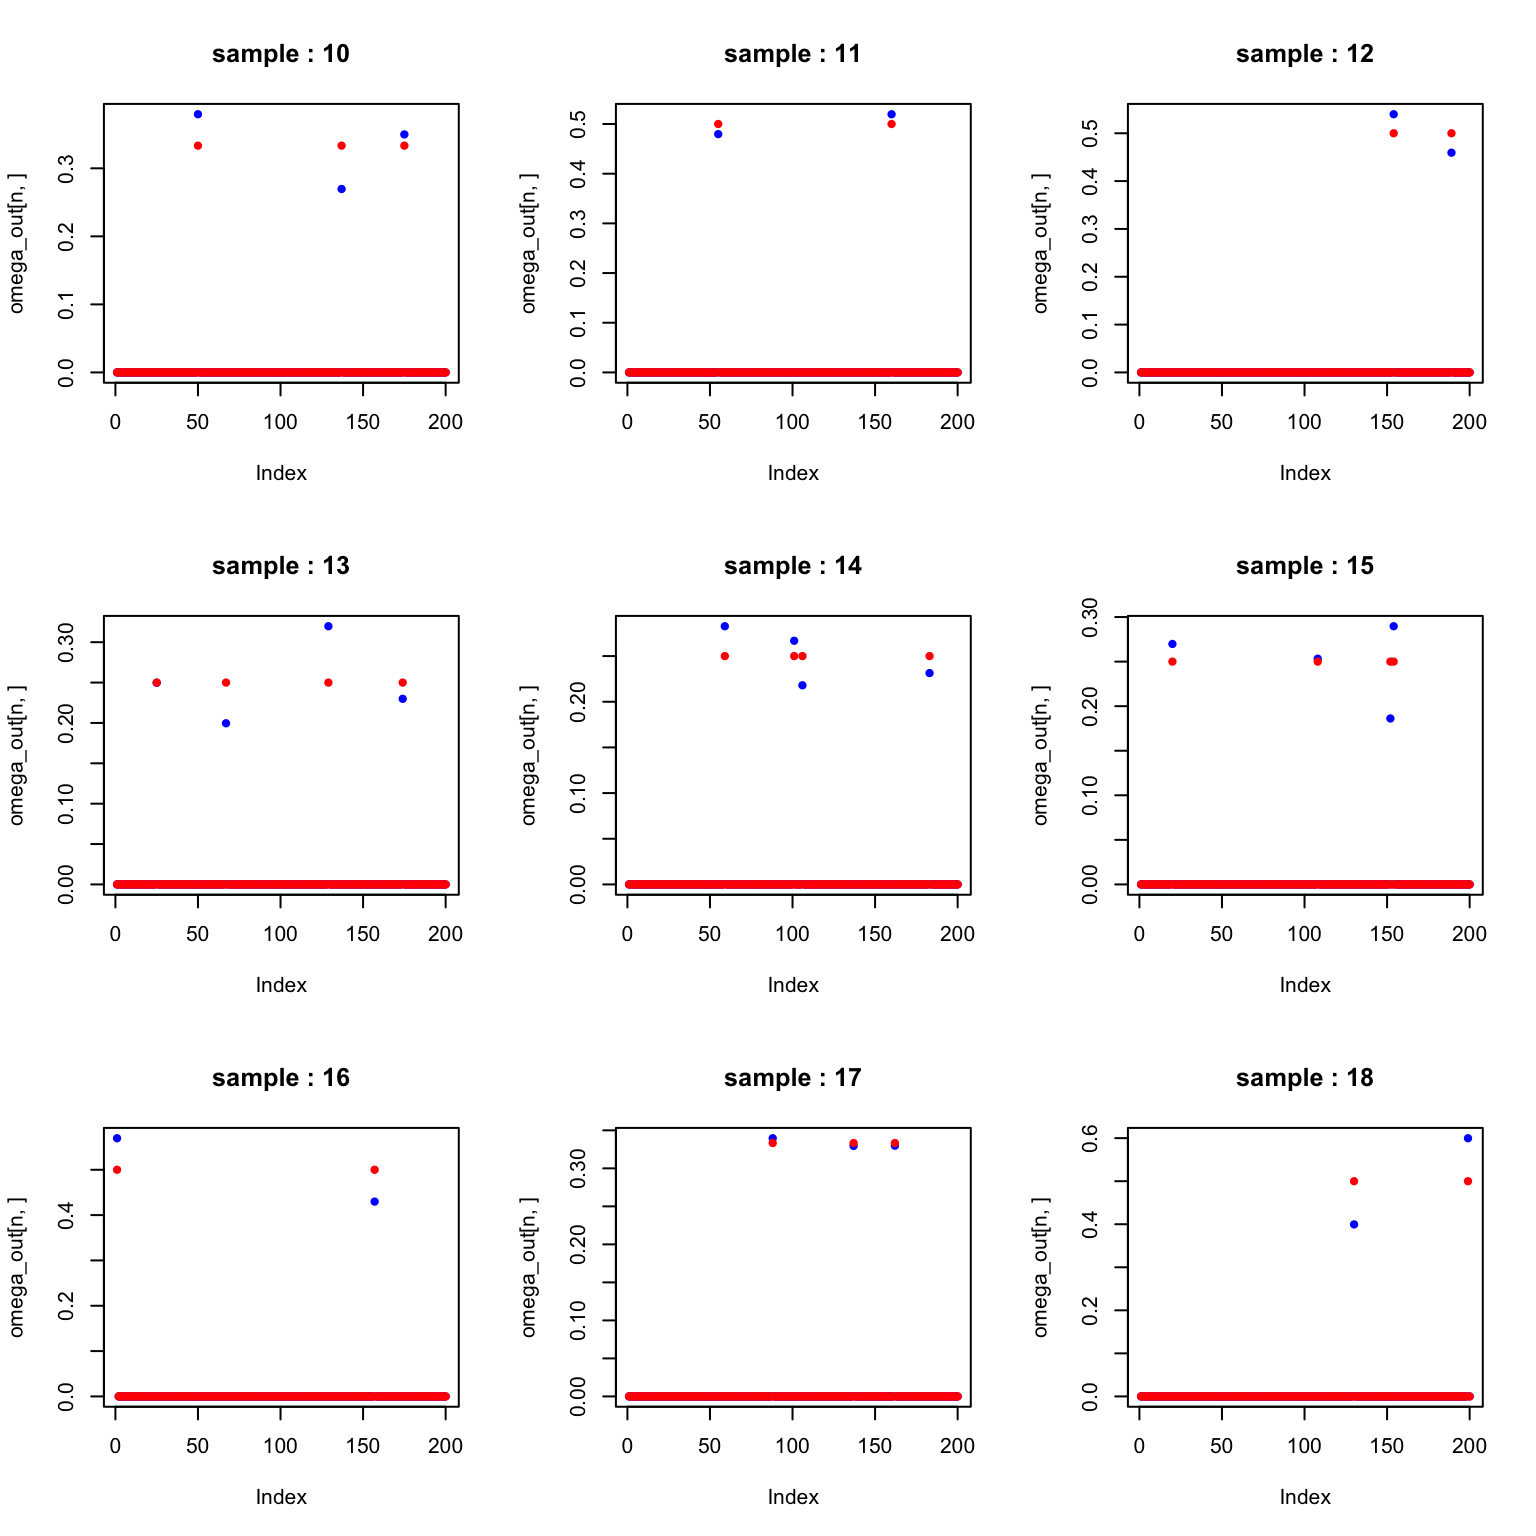 sample : 10
omega_out[n, ]
0.0 0.1 0.2 0.3
0 50 100 150 200
Index
sample : 11
omega_out[n, ]
0.0 0.1 0.2 0.3 0.4 0.5
0 50 100 150 200
Index
sample : 12
omega_out[n, ]
0.0 0.1 0.2 0.3 0.4 0.5
0 50 100 150 200
Index
sample : 13
omega_out[n, ]
0.00 0.10 0.20 0.30
0 50 100 150 200
Index
sample : 14
omega_out[n, ]
0.00 0.10 0.20
0 50 100 150 200
Index
sample : 15
omega_out[n, ]
0.00 0.10 0.20 0.30
0 50 100 150 200
Index
sample : 16
omega_out[n, ]
0.0 0.2 0.4
0 50 100 150 200
Index
sample : 17
omega_out[n, ]
0.00 0.10 0.20 0.30
0 50 100 150 200
Index
sample : 18
omega_out[n, ]
0.0 0.2 0.4 0.6
0 50 100 150 200
Index